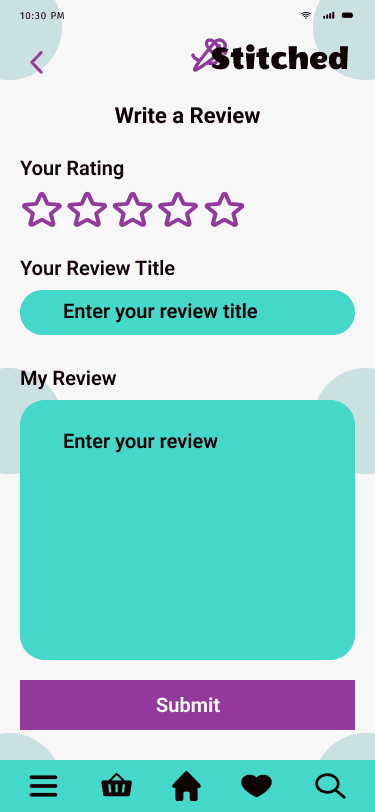 10:30 PM
Stitched
Write a Review
Your Rating
Your Review Title
Enter your review title
My Review
Enter your review
Submit